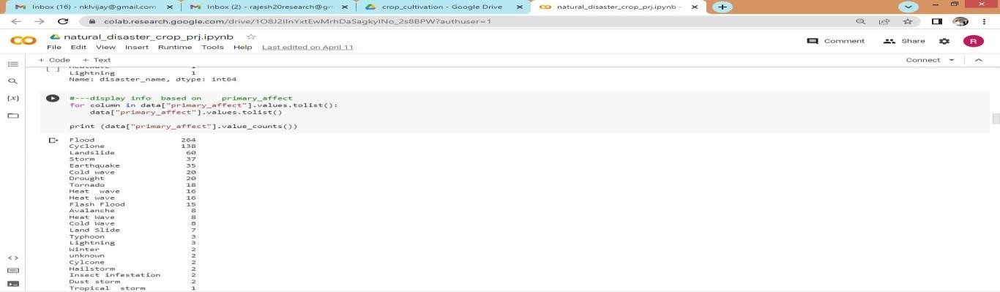 Inbox (16) - nklvijay@gmail.com × Inbox (2) - rajesh20research@gm × crop_cultivation - Google Drive × natural_disaster_crop_prj.ipynb - × +
colab.research.google.com/drive/1O8J2IInYxtEwMrhDaSagkyINo_2s8BPW?authuser=1
CO natural_disaster_crop_prj.ipynb
Comment Share R
File Edit View Insert Runtime Tools Help Last edited on April 11
+ Code + Text Connect
[ ] Heatwave 1
Lightning 1
Name: disaster_name, dtype: int64
{x}
#---display info based on primary_affect
for column in data["primary_affect"].values.tolist():
data["primary_affect"].values.tolist()
print (data["primary_affect"].value_counts())
Flood 264
Cyclone 138
Landslide 60
Storm 37
Earthquake 35
Cold wave 20
Drought 20
Tornado 18
Heat  wave 16
Heat wave 16
Flash Flood 15
Avalanche 8
Heat Wave 8
Cold Wave 8
Land Slide 7
Typhoon 3
Lightning 3
Winter 2
unknown 2
Cylcone 2
Hailstorm 2
Insect infestation 2
Dust storm 2
Tropical  storm 1
<>